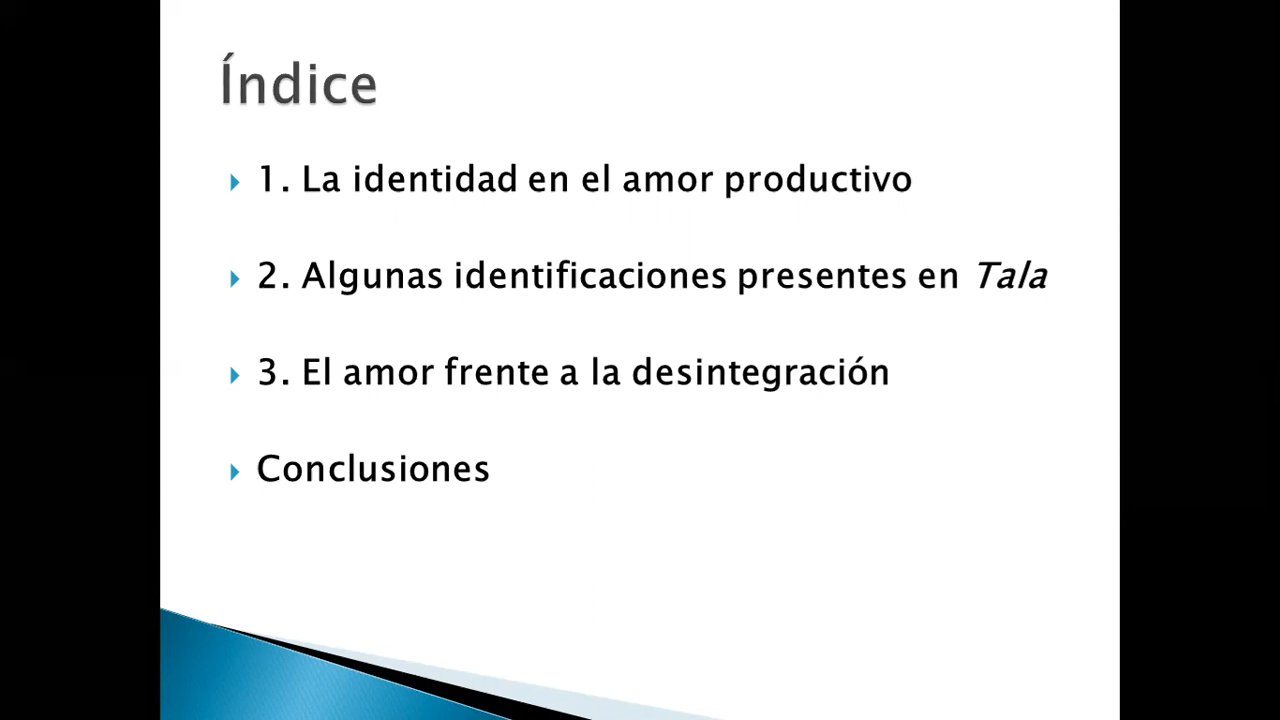 Índice
1. La identidad en el amor productivo
2. Algunas identificaciones presentes en Tala
3. El amor frente a la desintegración
Conclusiones